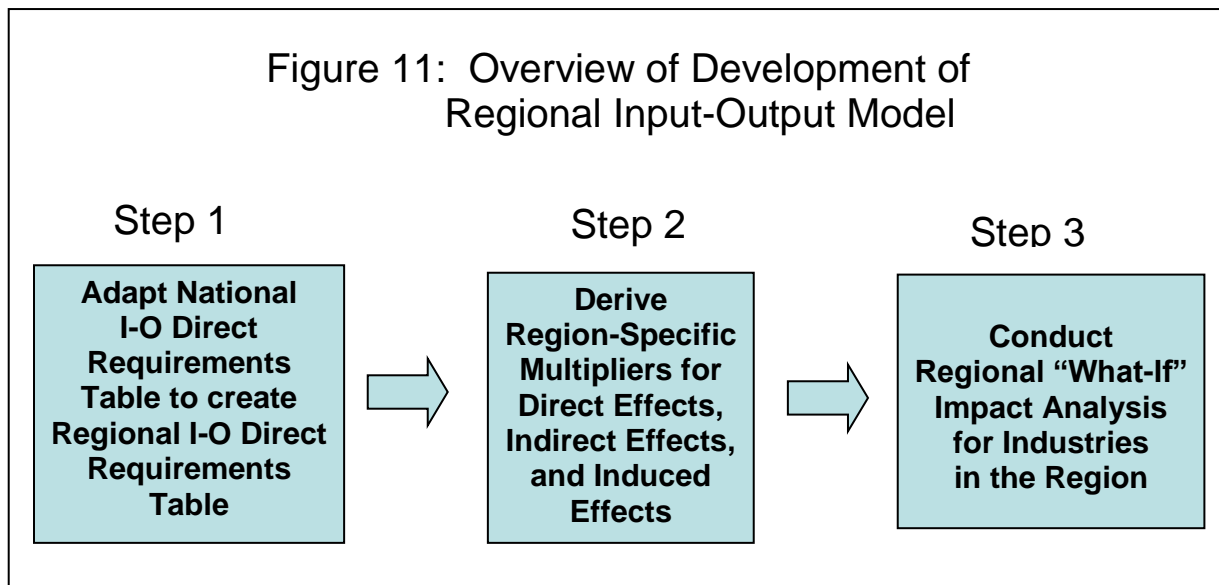 Figure 11: Overview of Development of
Regional Input-Output Model
Step 1
Adapt National
I-O Direct
Requirements
Table to create
Regional I-O Direct
Requirements
Table
Step 2
Derive
Region-Specific
Multipliers for
Direct Effects,
Indirect Effects,
and Induced
Effects
Step 3
Conduct
Regional “What-If”
Impact Analysis
for Industries
in the Region